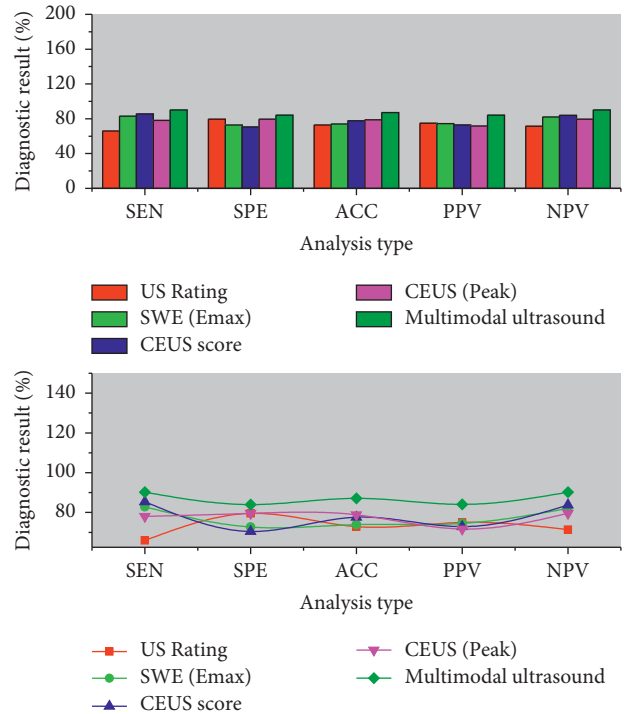 200
160
120
80
40
0
Diagnostic result (%)
SEN SPE ACC PPV NPV
Analysis type
US Rating CEUS (Peak)
SWE (Emax) Multimodal ultrasound
CEUS score
140
120
100
80
Diagnostic result (%)
SEN SPE ACC PPV NPV
Analysis type
US Rating CEUS (Peak)
SWE (Emax) Multimodal ultrasound
CEUS score